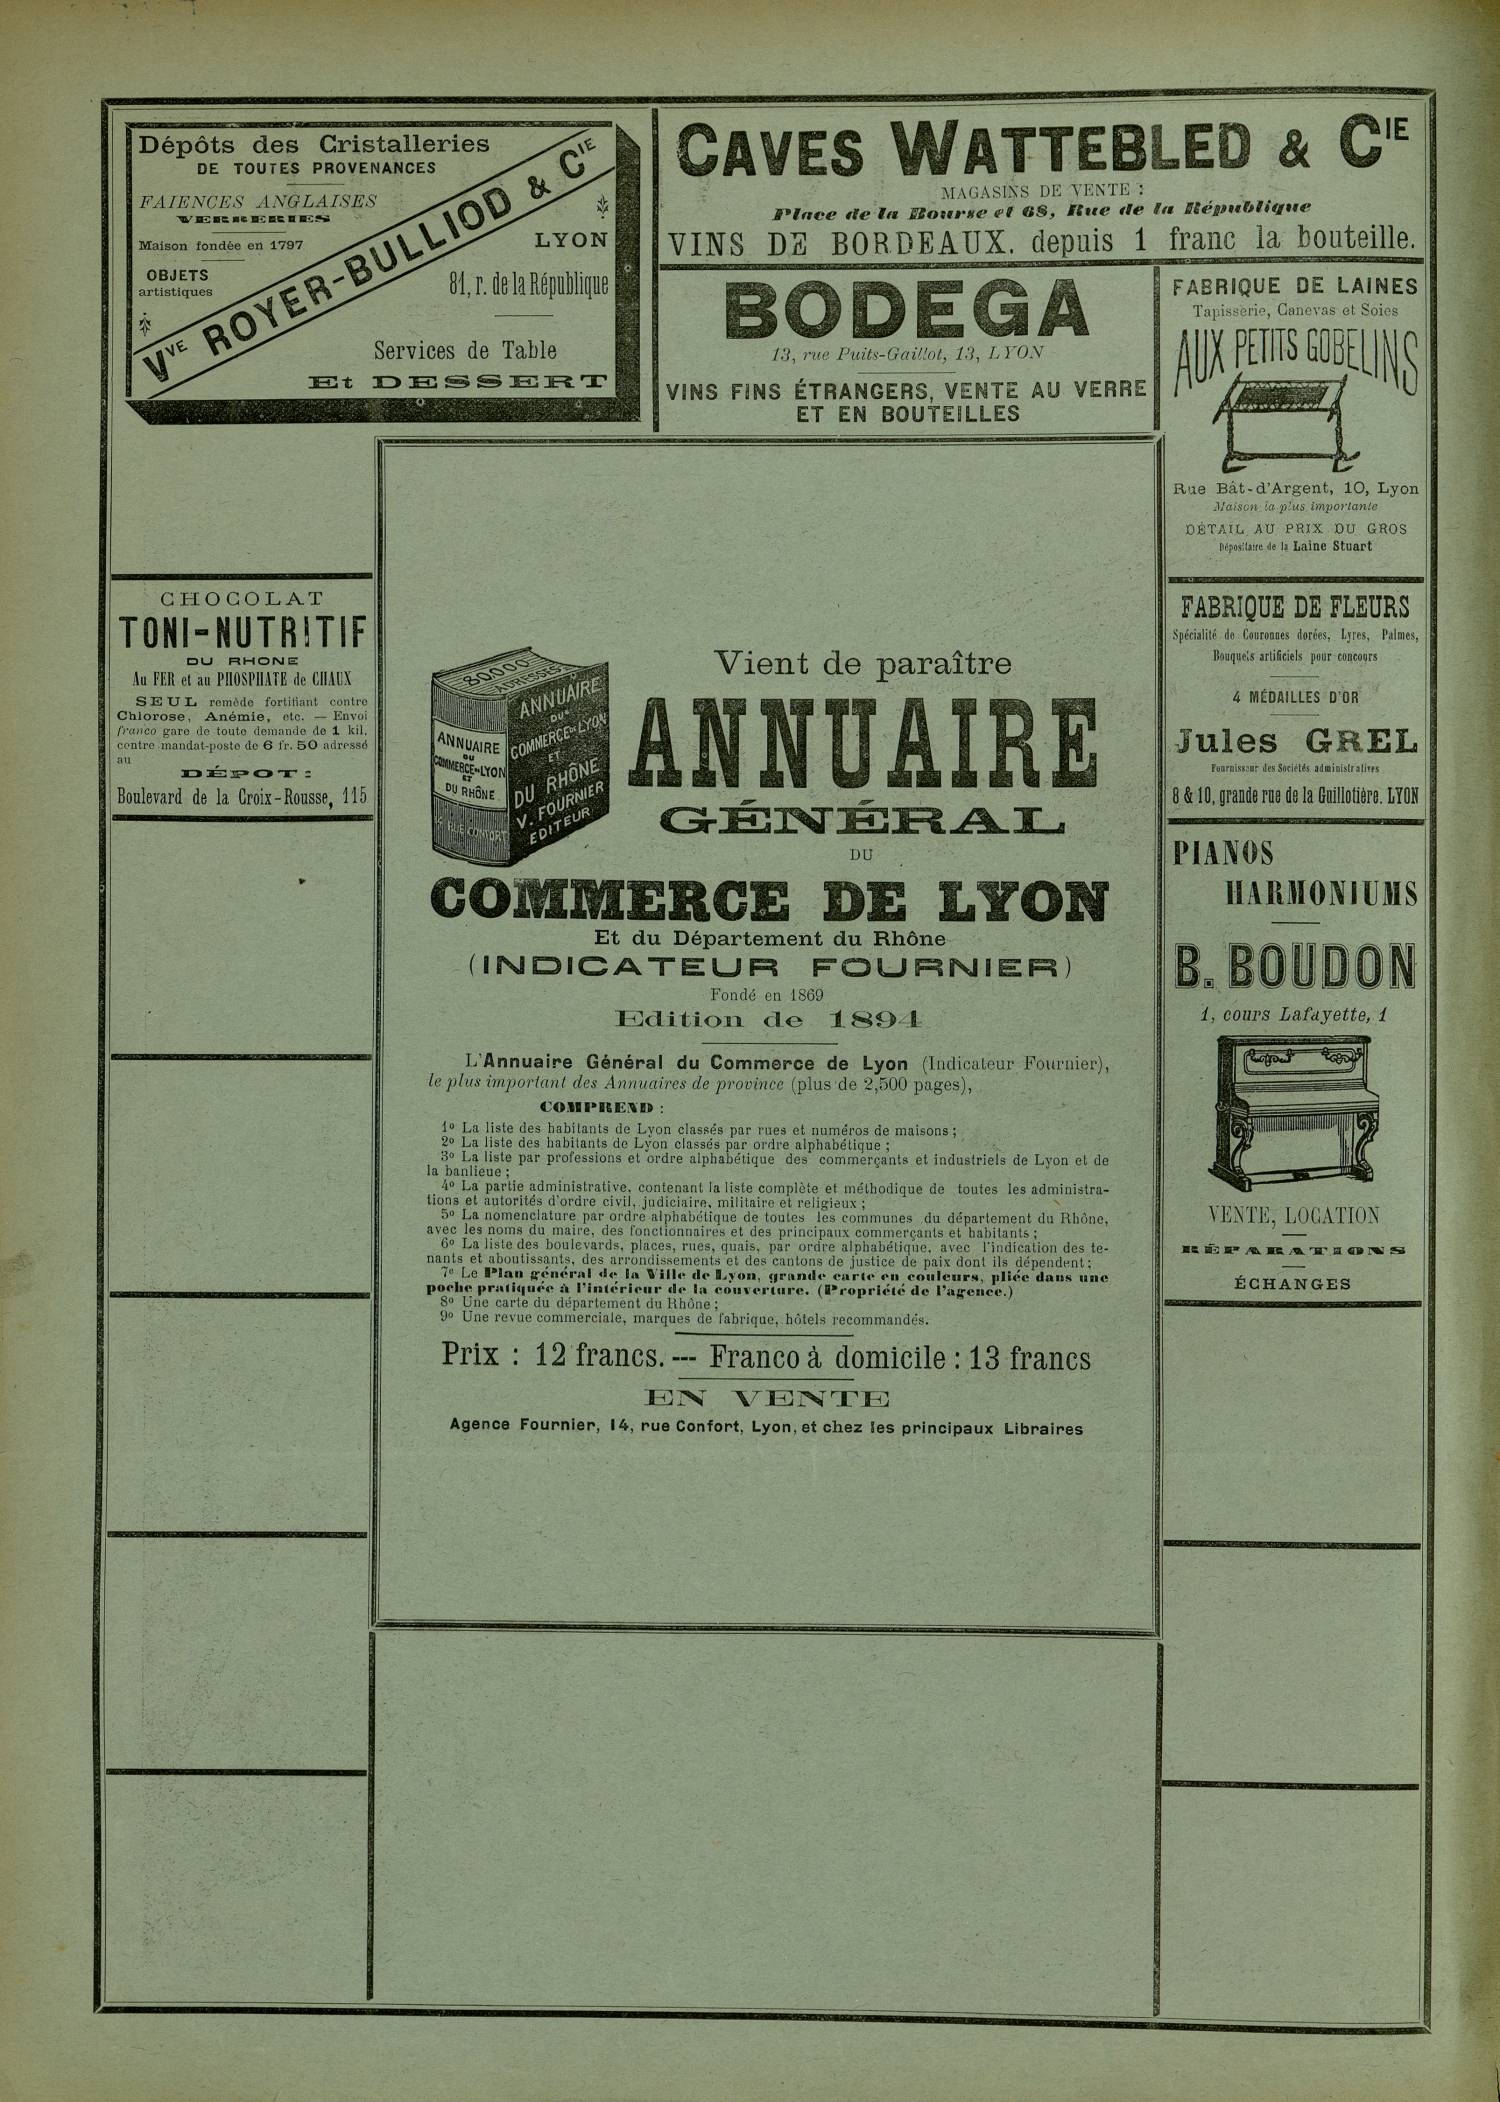 Dépôts des Cristalleries
DE TOUTES PROVENANCES
FAIENCES ANGLAISES
VERRERIES
Maison fondée en 1797
OBJETS
artistiques
Vve ROYER-BULLIOD & CIE
LYON
81, r. de la République
Services de Table
Et DESSERT
CAVES WATTEBLED & CIE
MAGASINS DE VENTE :
Place de la Bourse et 68, Rue de la République
VINS DE BORDEAUX. depuis 1 franc la bouteille.
BODEGA
13, rue Puits-Gaillot, 13, LYON
VINS FINS ÉTRANGERS, VENTE AU VERRE
ET EN BOUTEILLES
FABRIQUE DE LAINES
Tapisserie, Canevas et Soies
AUX PETITS GOBELINS
Rue Bât-d'Argent, 10, Lyon
Maison la plus importante
DÉTAIL AU PRIX DU GROS
Dépositaire de la Laine Stuart
CHOCOLAT
TONI-NUTRITIF
DU RHONE
Au FER et au PHOSPHATE de CHAUX
SEUL remède fortifiant contre
Chlorose, Anémie, etc. — Envoi
franco gare de toute demande de 1 kil.
contre mandat-poste de 6 fr. 50 adressé
au
DÉPOT :
Boulevard de la Croix-Rousse, 115
80.000
ADRESSES
ANNUAIRE
DU
COMMERCE DE LYON
ET
DU RHÔNE
14 RUE CONFORT
ANNUAIRE
DU
COMMERCE DE LYON
ET
DU RHÔNE
V. FOURNIER
EDITEUR
Vient de paraître
ANNUAIRE
GÉNÉRAL
DU
COMMERCE DE LYON
Et du Département du Rhône
(INDICATEUR FOURNIER)
Fondé en 1869
Edition de 1894
L'Annuaire Général du Commerce de Lyon (Indicateur Fournier),
le plus important des Annuaires de province (plus de 2,500 pages),
COMPREND :
1º La liste des habitants de Lyon classés par rues et numéros de maisons ;
2º La liste des habitants de Lyon classés par ordre alphabétique ;
3º La liste par professions et ordre alphabétique des commerçants et industriels de Lyon et de
la banlieue ;
4º La partie administrative, contenant la liste complète et méthodique de toutes les administra-
tions et autorités d'ordre civil, judiciaire, militaire et religieux ;
5º La nomenclature par ordre alphabétique de toutes les communes du département du Rhône,
avec les noms du maire, des fonctionnaires et des principaux commerçants et habitants ;
6º La liste des boulevards, places, rues, quais, par ordre alphabétique, avec l'indication des te-
nants et aboutissants, des arrondissements et des cantons de justice de paix dont ils dépendent ;
7e Le Plan général de la Ville de Lyon, grande carte en couleurs, pliée dans une
poche pratiquée à l'intérieur de la couverture. (Propriété de l'agence.)
8º Une carte du département du Rhône ;
9º Une revue commerciale, marques de fabrique, hôtels recommandés.
Prix : 12 francs. --- Franco à domicile : 13 francs
EN VENTE
Agence Fournier, 14, rue Confort, Lyon, et chez les principaux Libraires
FABRIQUE DE FLEURS
Spécialité de Couronnes dorées, Lyres, Palmes,
Bouquets artificiels pour concours
4 MÉDAILLES D'OR
Jules GREL
Fournisseur des Sociétés administratives
8 & 10, grande rue de la Guillotière. LYON
PIANOS
HARMONIUMS
B. BOUDON
1, cours Lafayette, 1
VENTE, LOCATION
RÉPARATIONS
ÉCHANGES